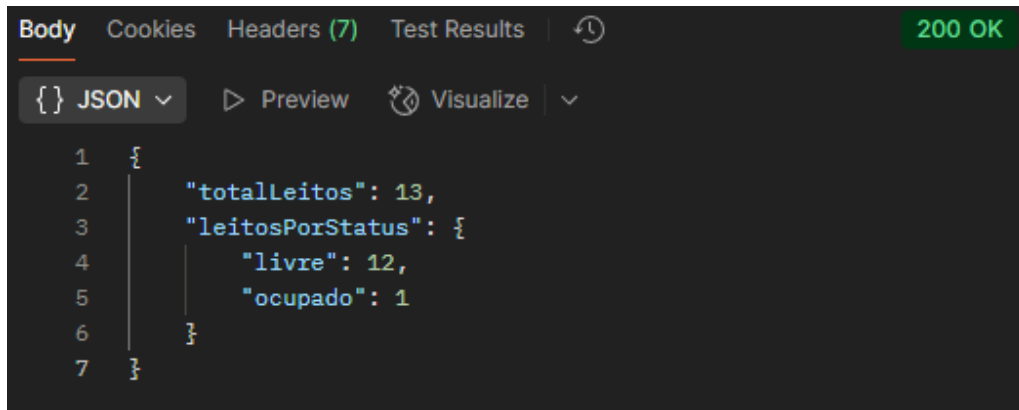 Body Cookies Headers (7) Test Results 200 OK
{} JSON Preview Visualize
1 {
2 "totalLeitos": 13,
3 "leitosPorStatus": {
4 "livre": 12,
5 "ocupado": 1
6 }
7 }